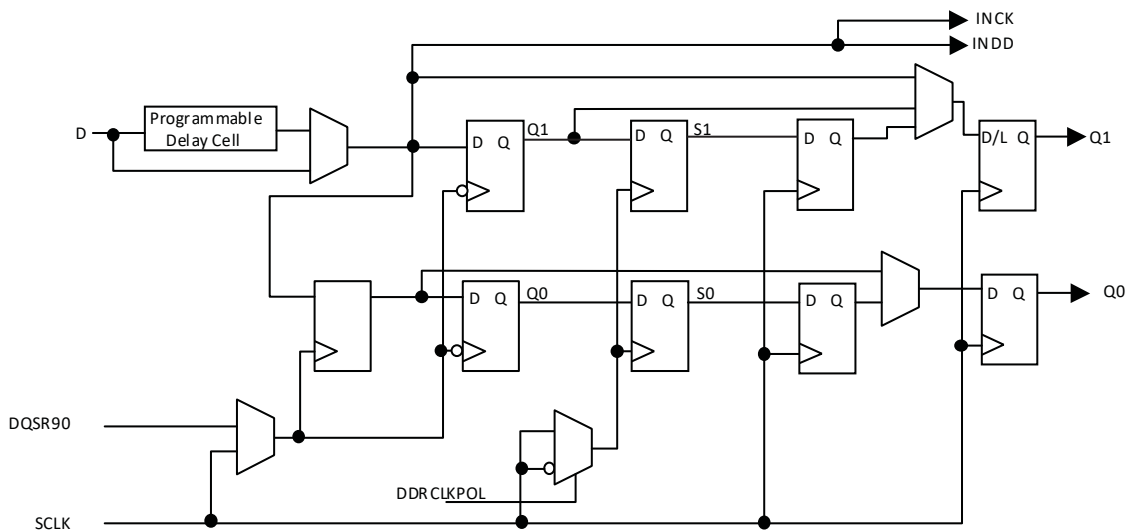 INCK
INDD
D
Programmable
Delay Cell
D Q
Q1
D Q
S1
D Q
D/L Q
Q1
D Q
Q0
D Q
S0
D Q
D Q
Q0
DQSR90
DDRCLKPOL
SCLK